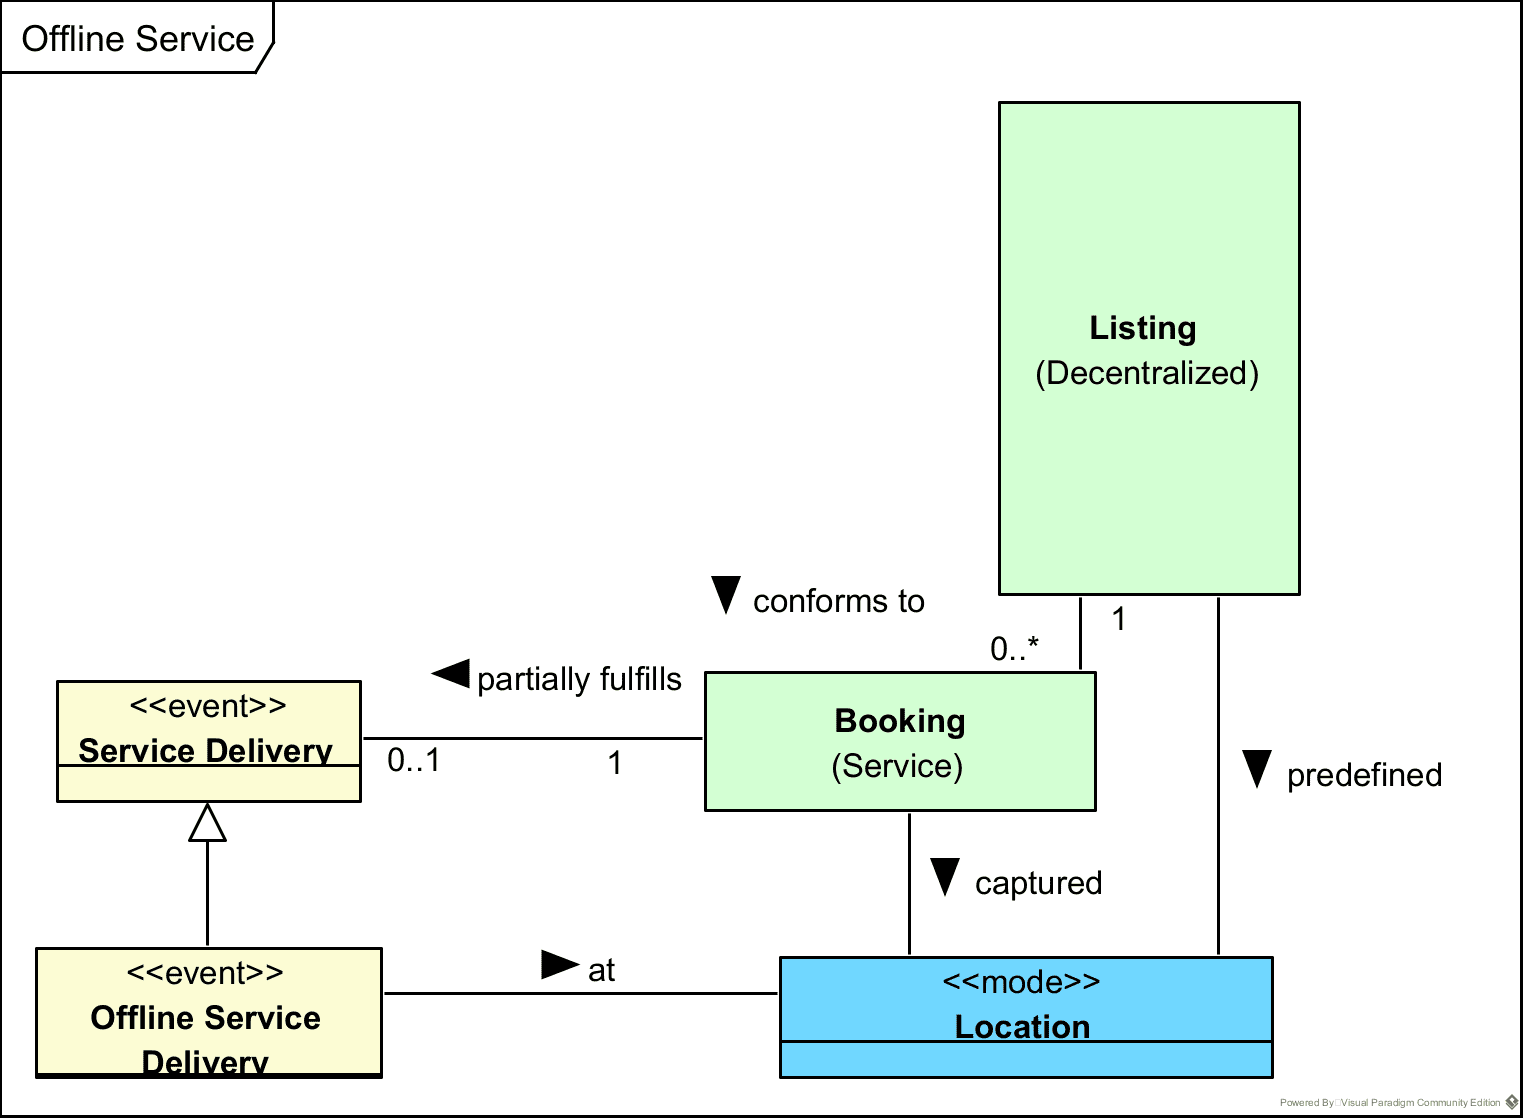 Offline Service
Listing
(Decentralized)
conforms to
1
0..*
partially fulfills
<<event>>
Service Delivery
0..1
1
Booking
(Service)
predefined
captured
<<event>>
Offline Service
Delivery
at
<<mode>>
Location
Powered By Visual Paradigm Community Edition